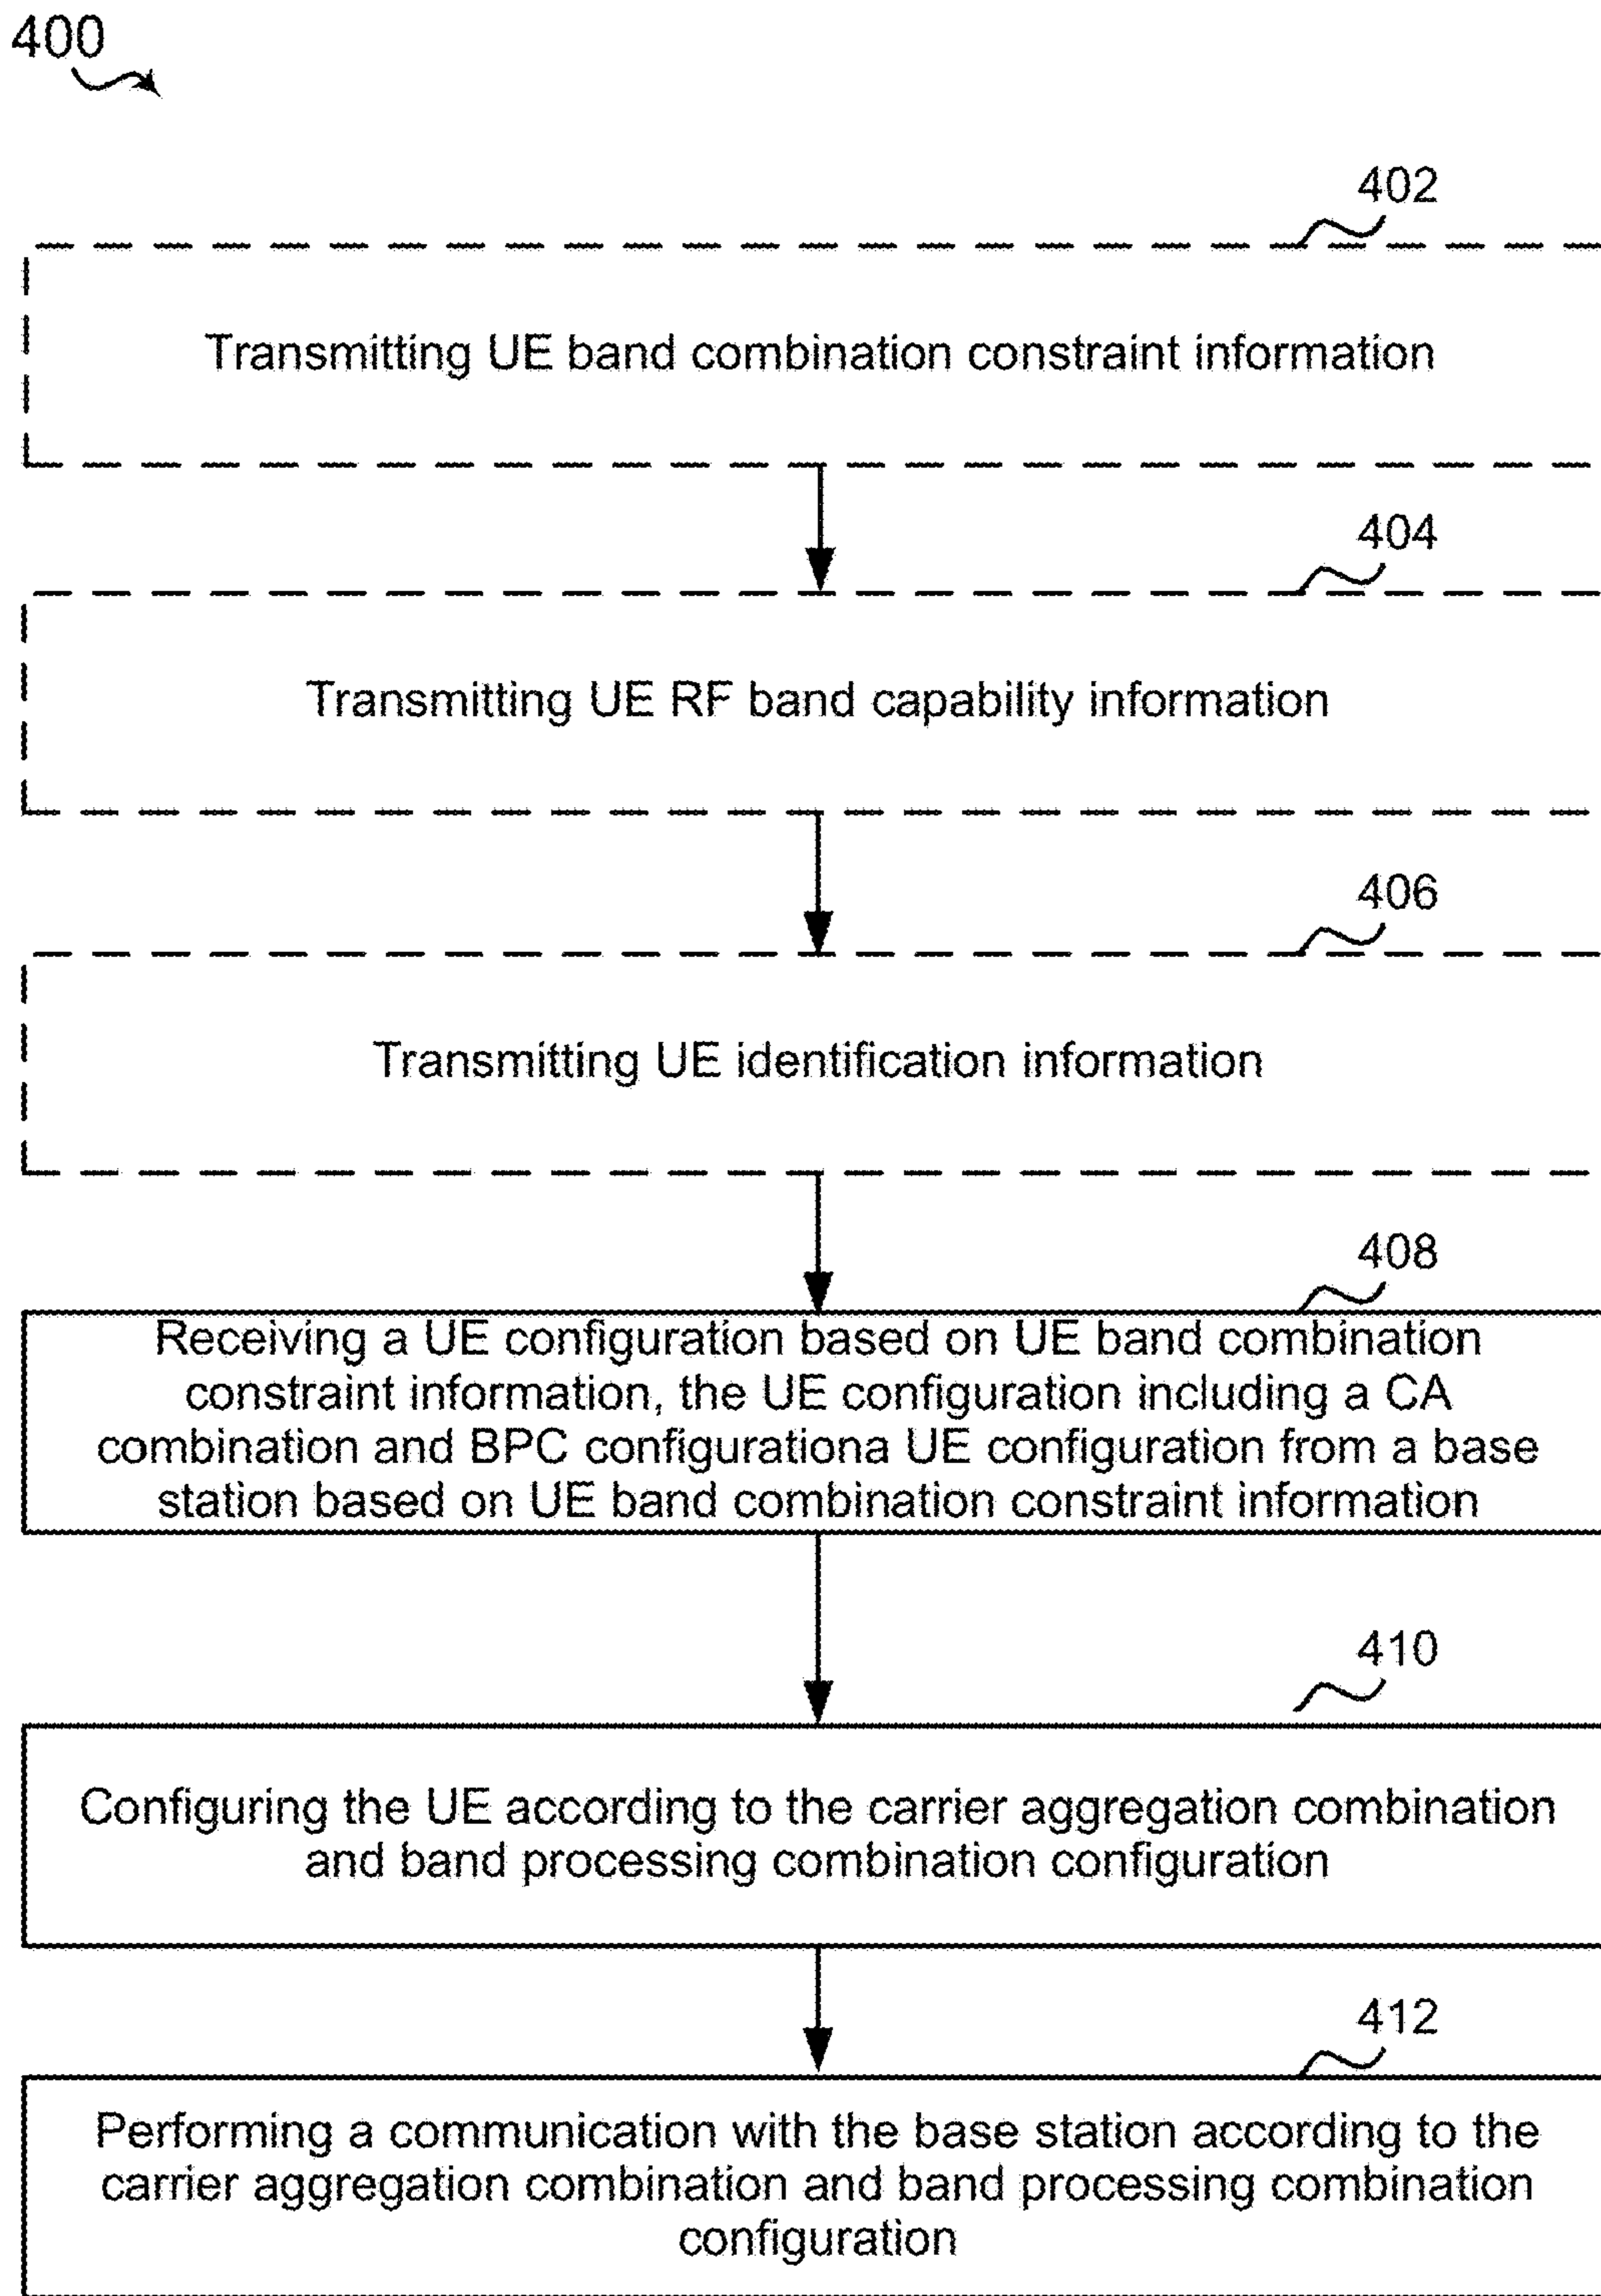 400
402
Transmitting UE band combination constraint information
404
Transmitting UE RF band capability information
406
Transmitting UE identification information
408
Receiving a UE configuration based on UE band combination
constraint information, the UE configuration including a CA
combination and BPC configurationa UE configuration from a base
station based on UE band combination constraint information
410
Configuring the UE according to the carrier aggregation combination
and band processing combination configuration
412
Performing a communication with the base station according to the
carrier aggregation combination and band processing combination
configuration